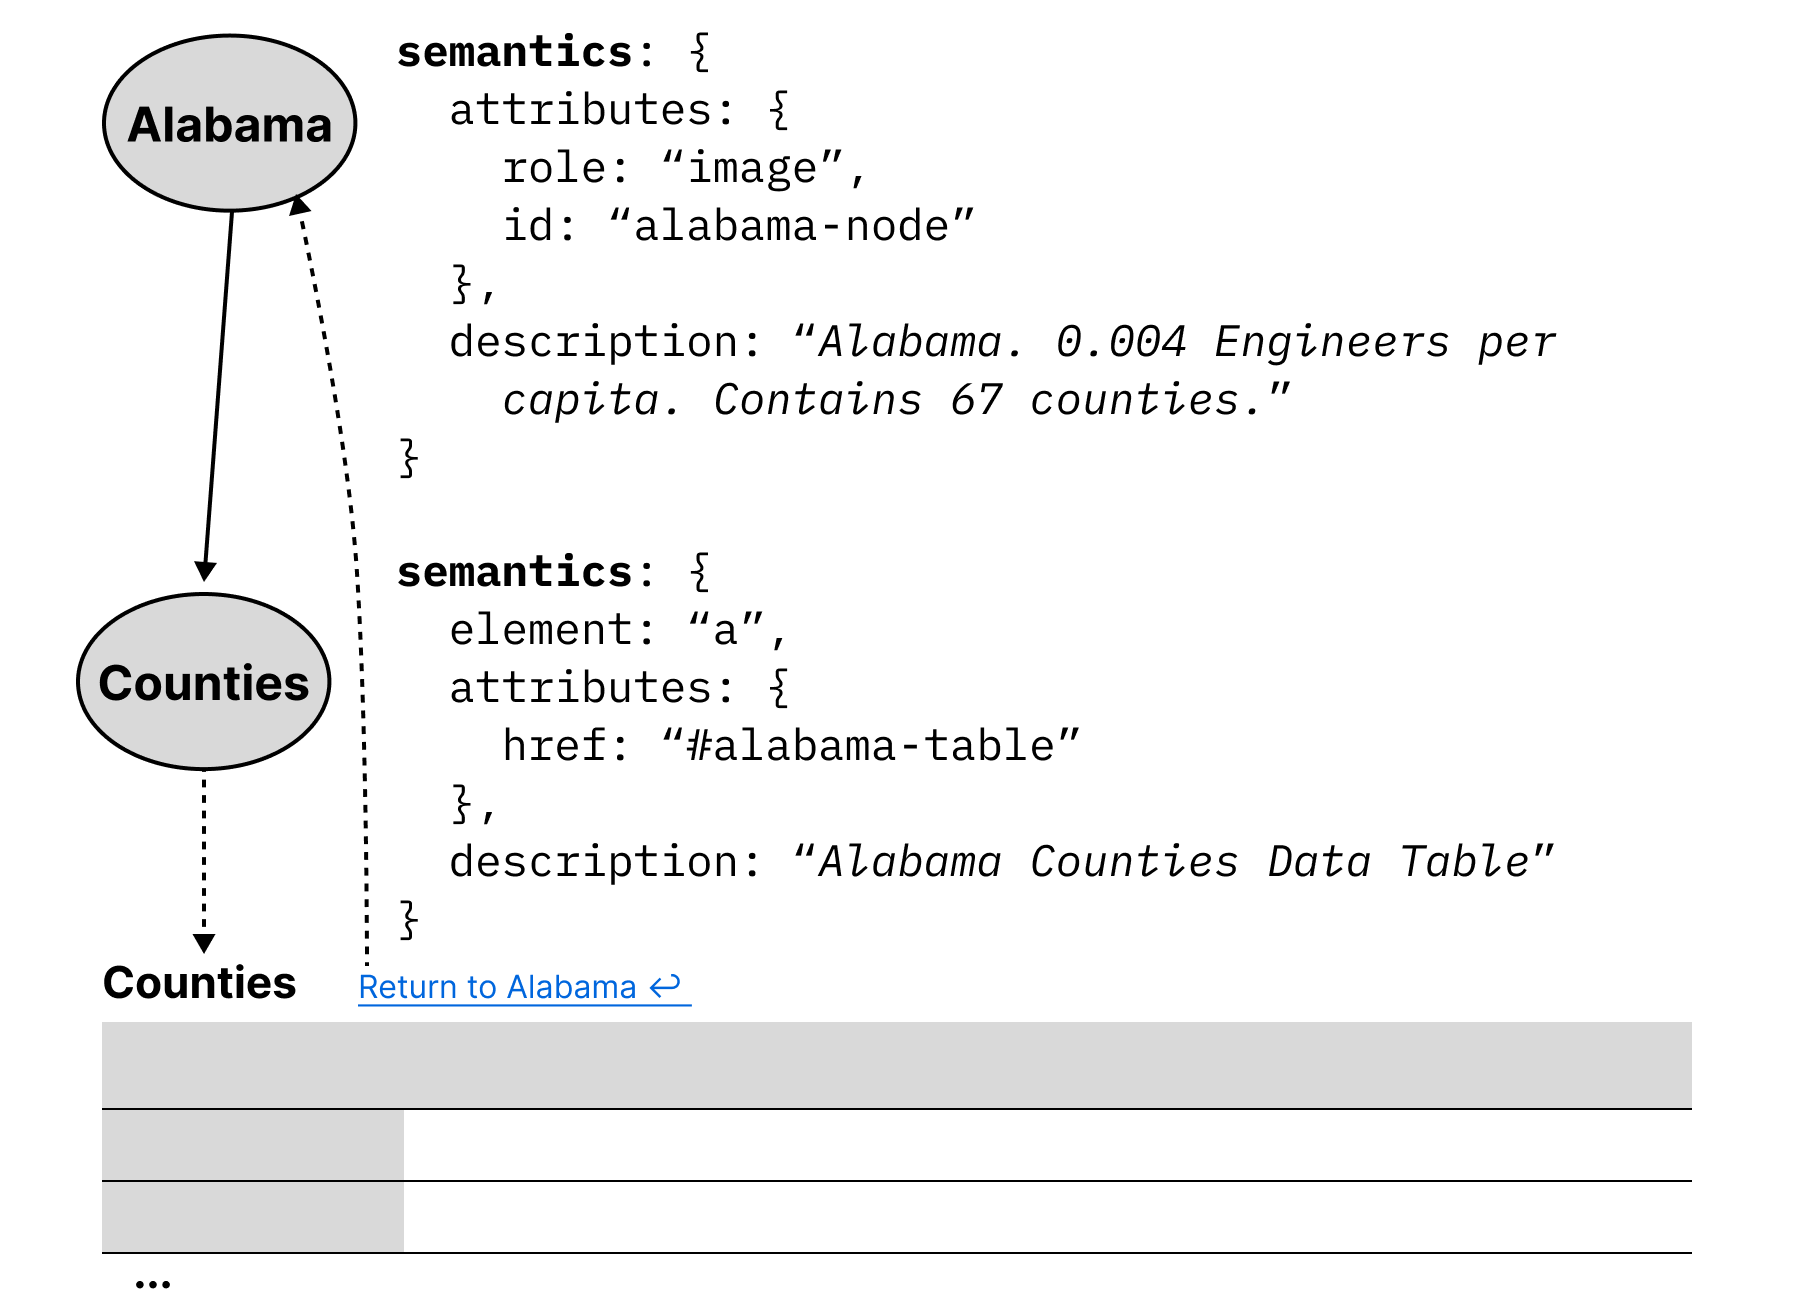 Alabama
semantics: {
attributes: {
role: “image”,
id: “alabama-node”
},
description: “Alabama. 0.004 Engineers per
capita. Contains 67 counties.”
}
Counties
semantics: {
element: “a”,
attributes: {
href: “#alabama-table”
},
description: “Alabama Counties Data Table”
}
Counties
Return to Alabama ↩
...